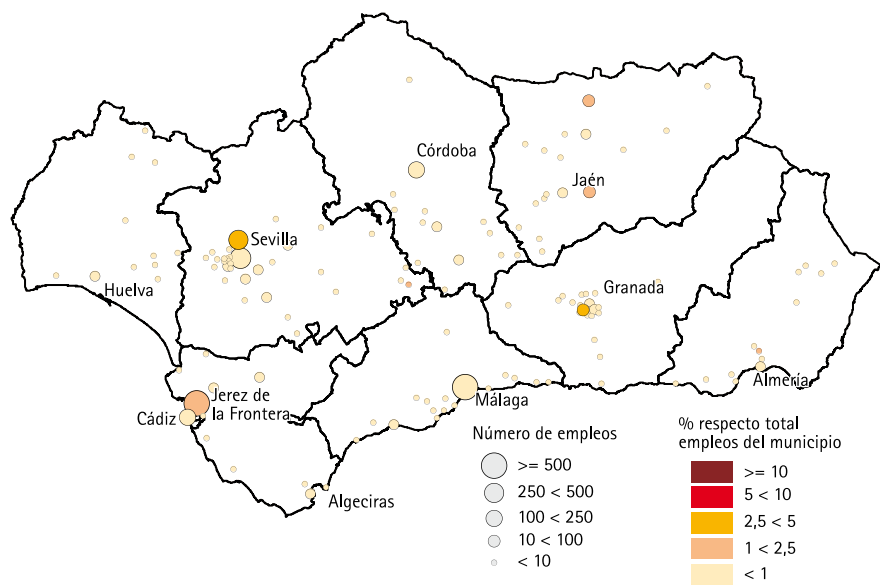 Córdoba
Jaén
Sevilla
Huelva
Granada
Almería
Jerez de
la Frontera
Cádiz
Málaga
Algeciras
Número de empleos
>= 500
250 < 500
100 < 250
10 < 100
< 10
% respecto total
empleos del municipio
>= 10
5 < 10
2,5 < 5
1 < 2,5
< 1